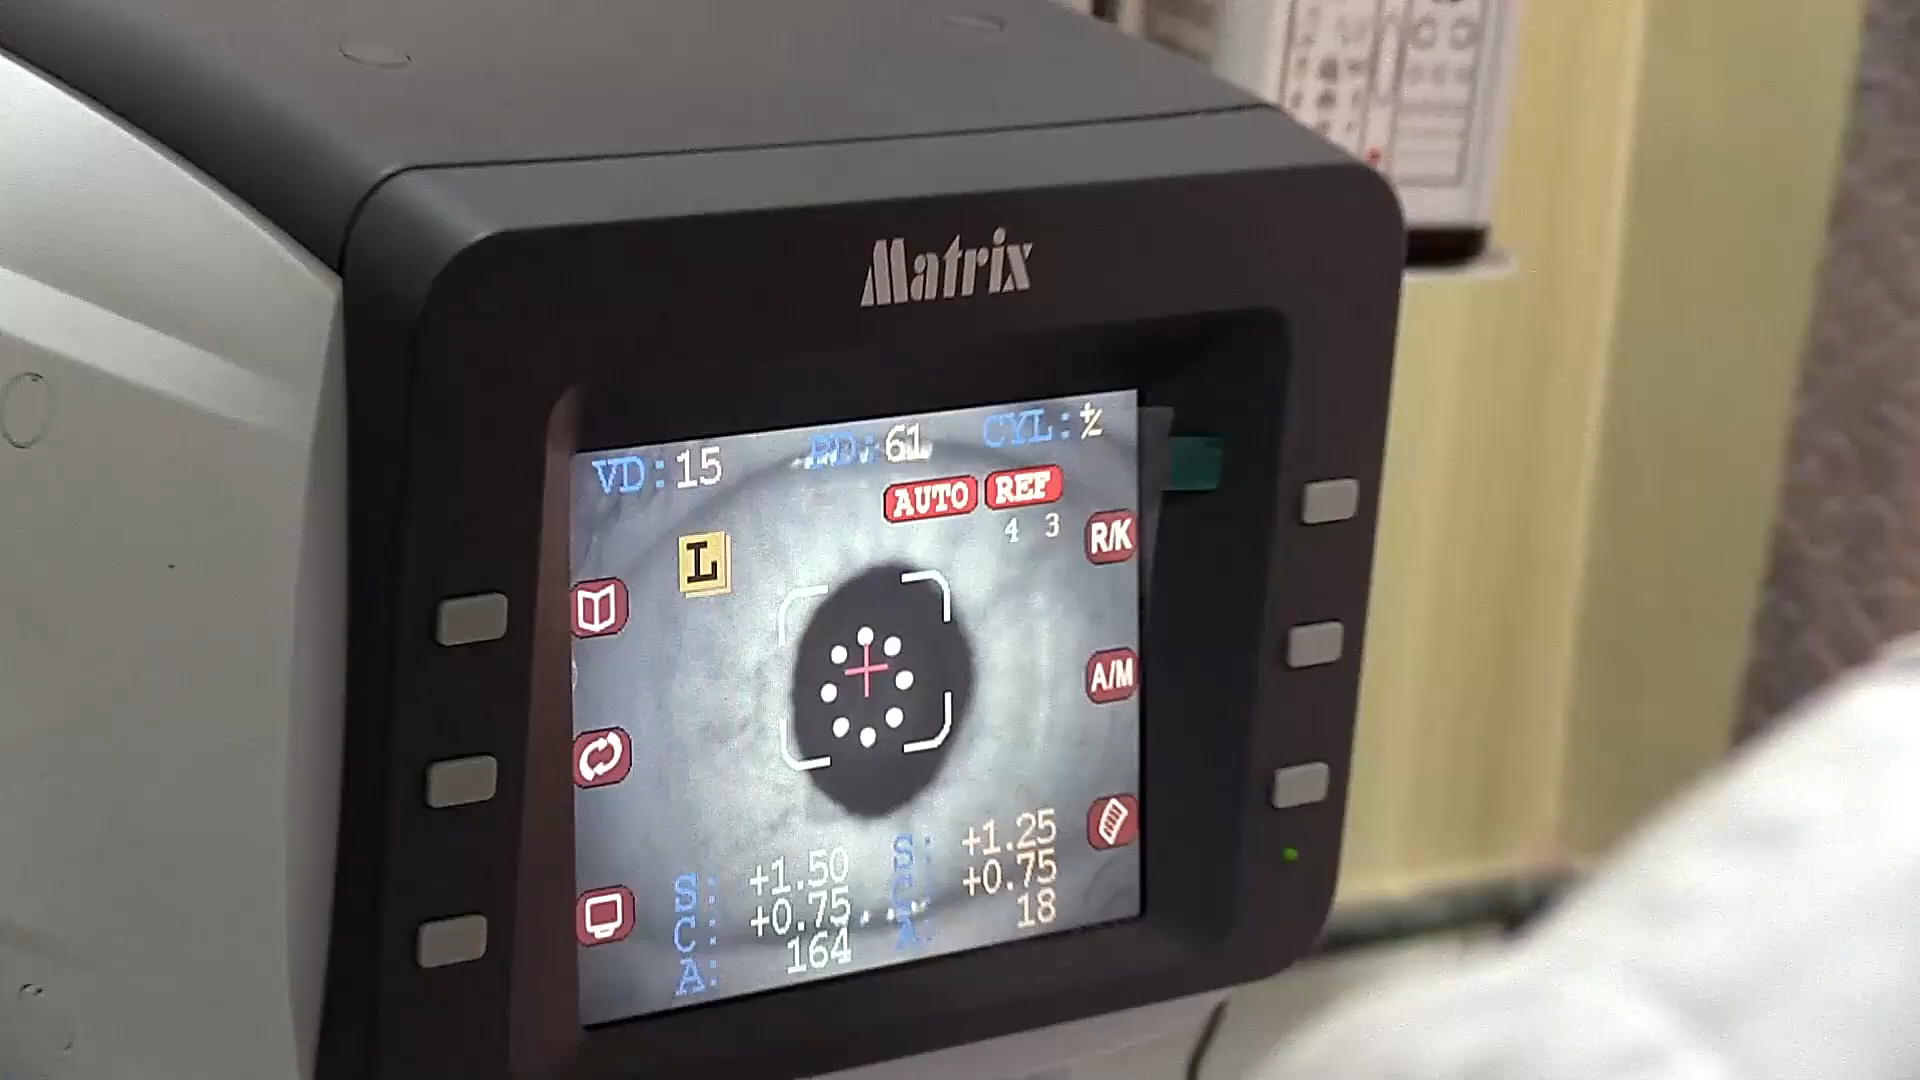 Matrix
VD:15 PD:61 CYL:±
AUTO REF
4 3
L
R/K
A/M
S: +1.50 S: +1.25
C: +0.75 C: +0.75
A: 164 A: 18